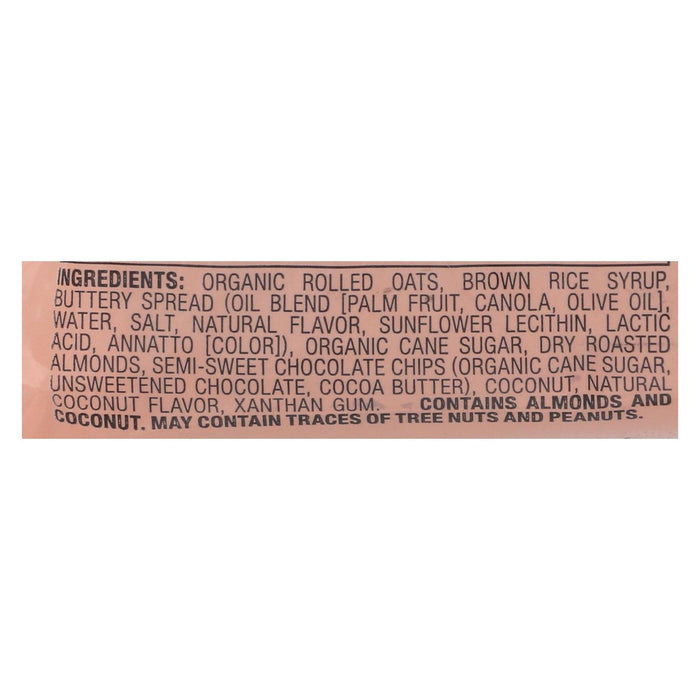 INGREDIENTS: ORGANIC ROLLED OATS, BROWN RICE SYRUP,
BUTTERY SPREAD (OIL BLEND [PALM FRUIT, CANOLA, OLIVE OIL],
WATER, SALT, NATURAL FLAVOR, SUNFLOWER LECITHIN, LACTIC
ACID, ANNATTO [COLOR]), ORGANIC CANE SUGAR, DRY ROASTED
ALMONDS, SEMI-SWEET CHOCOLATE CHIPS (ORGANIC CANE SUGAR,
UNSWEETENED CHOCOLATE, COCOA BUTTER), COCONUT, NATURAL
COCONUT FLAVOR, XANTHAN GUM. CONTAINS ALMONDS AND
COCONUT. MAY CONTAIN TRACES OF TREE NUTS AND PEANUTS.